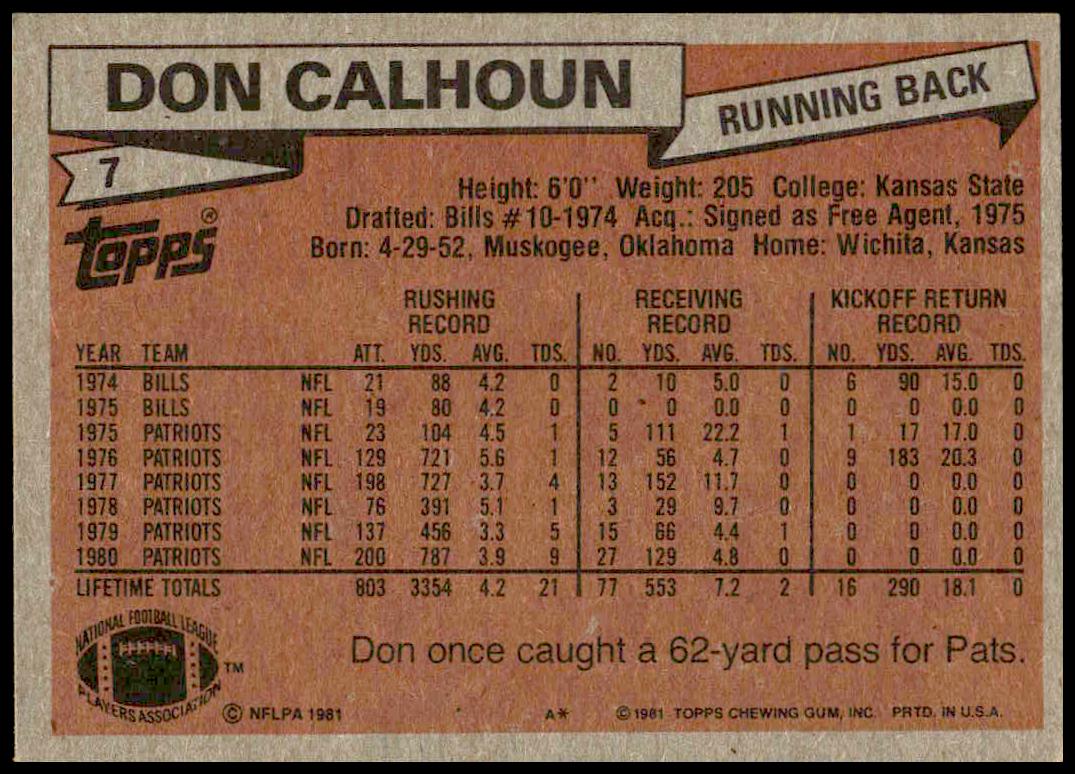 DON CALHOUN
RUNNING BACK
7
Height: 6'0'' Weight: 205 College: Kansas State
Drafted: Bills #10-1974 Acq.: Signed as Free Agent, 1975
Born: 4-29-52, Muskogee, Oklahoma Home: Wichita, Kansas
Topps®
RUSHING RECORD RECEIVING RECORD KICKOFF RETURN RECORD
YEAR TEAM ATT. YDS. AVG. TDS. NO. YDS. AVG. TDS. NO. YDS. AVG. TDS.
1974 BILLS NFL 21 88 4.2 0 2 10 5.0 0 6 90 15.0 0
1975 BILLS NFL 19 80 4.2 0 0 0 0.0 0 0 0 0.0 0
1975 PATRIOTS NFL 23 104 4.5 1 5 111 22.2 1 1 17 17.0 0
1976 PATRIOTS NFL 129 721 5.6 1 12 56 4.7 0 9 183 20.3 0
1977 PATRIOTS NFL 198 727 3.7 4 13 152 11.7 0 0 0 0.0 0
1978 PATRIOTS NFL 76 391 5.1 1 3 29 9.7 0 0 0 0.0 0
1979 PATRIOTS NFL 137 456 3.3 5 15 66 4.4 1 0 0 0.0 0
1980 PATRIOTS NFL 200 787 3.9 9 27 129 4.8 0 0 0 0.0 0
LIFETIME TOTALS 803 3354 4.2 21 77 553 7.2 2 16 290 18.1 0
NATIONAL FOOTBALL LEAGUE
PLAYERS ASSOCIATION
TM
Don once caught a 62-yard pass for Pats.
© NFLPA 1981 A* © 1981 TOPPS CHEWING GUM, INC. PRTD. IN U.S.A.